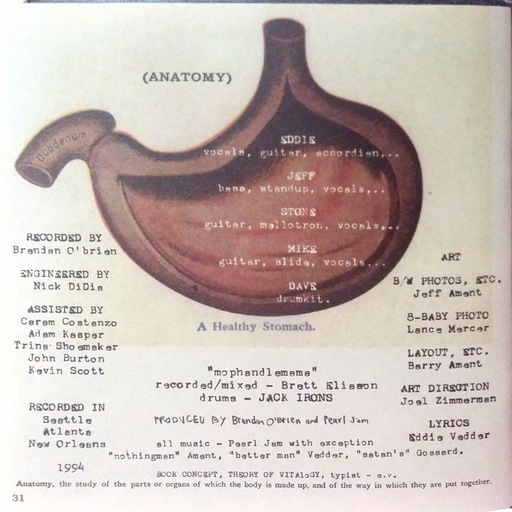 (ANATOMY)
Duodenum
EDDIE
vocals, guitar, accordian,..
JEFF
bass, standup, vocals,..
STONE
guitar, mellotron, vocals,..
MIKE
guitar, slide, vocals,..
DAVE
drumkit.
A Healthy Stomach.
RECORDED BY
Brendan O'brien
ENGINEERED BY
Nick DiDia
ASSISTED BY
Caram Costanzo
Adam Kasper
Trina Shoemaker
John Burton
Kevin Scott
RECORDED IN
Seattle
Atlanta
New Orleans
1994
ART
B/W PHOTOS, ETC.
Jeff Ament
8-BABY PHOTO
Lance Mercer
LAYOUT, ETC.
Barry Ament
ART DIRECTION
Joel Zimmerman
LYRICS
Eddie Vedder
"mophandlemama"
recorded/mixed - Brett Eliason
drums - JACK IRONS
PRODUCED By Brendan O'Brien and Pearl Jam
all music - Pearl Jam with exception
"nothingman" Ament, "better man" Vedder, "satan's" Gossard.
BOOK CONCEPT, THEORY OF VITALOGY, typist - e.v.
Anatomy, the study of the parts or organs of which the body is made up, and of the way in which they are put together.
31